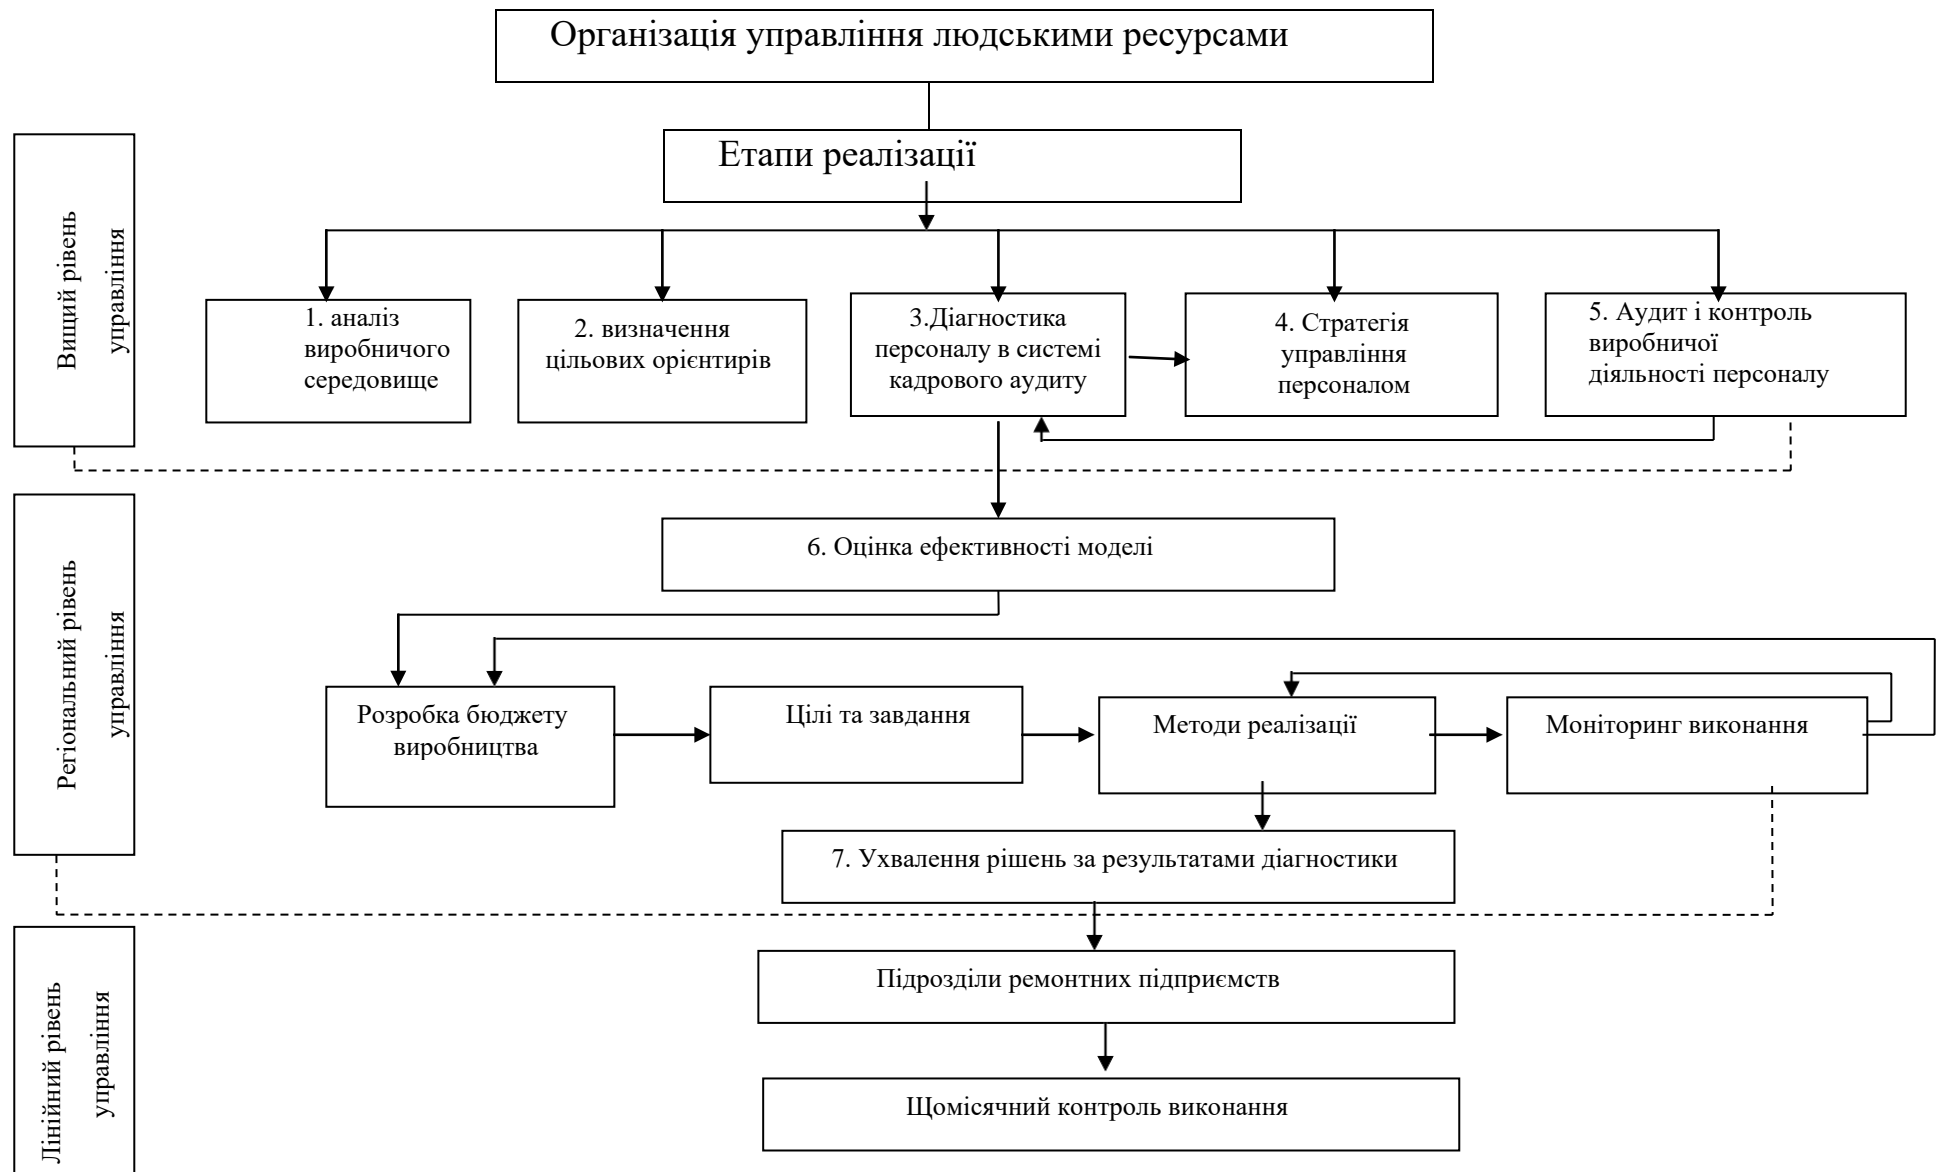 Організація управління людськими ресурсами
Етапи реалізації
Вищий рівень
управління
1. аналіз
виробничого
середовище
2. визначення
цільових орієнтирів
3.Діагностика
персоналу в системі
кадрового аудиту
4. Стратегія
управління
персоналом
5. Аудит і контроль
виробничої
діяльності персоналу
Регіональний рівень
управління
6. Оцінка ефективності моделі
Розробка бюджету
виробництва
Цілі та завдання
Методи реалізації
Моніторинг виконання
7. Ухвалення рішень за результатами діагностики
Лінійний рівень
управління
Підрозділи ремонтних підприємств
Щомісячний контроль виконання